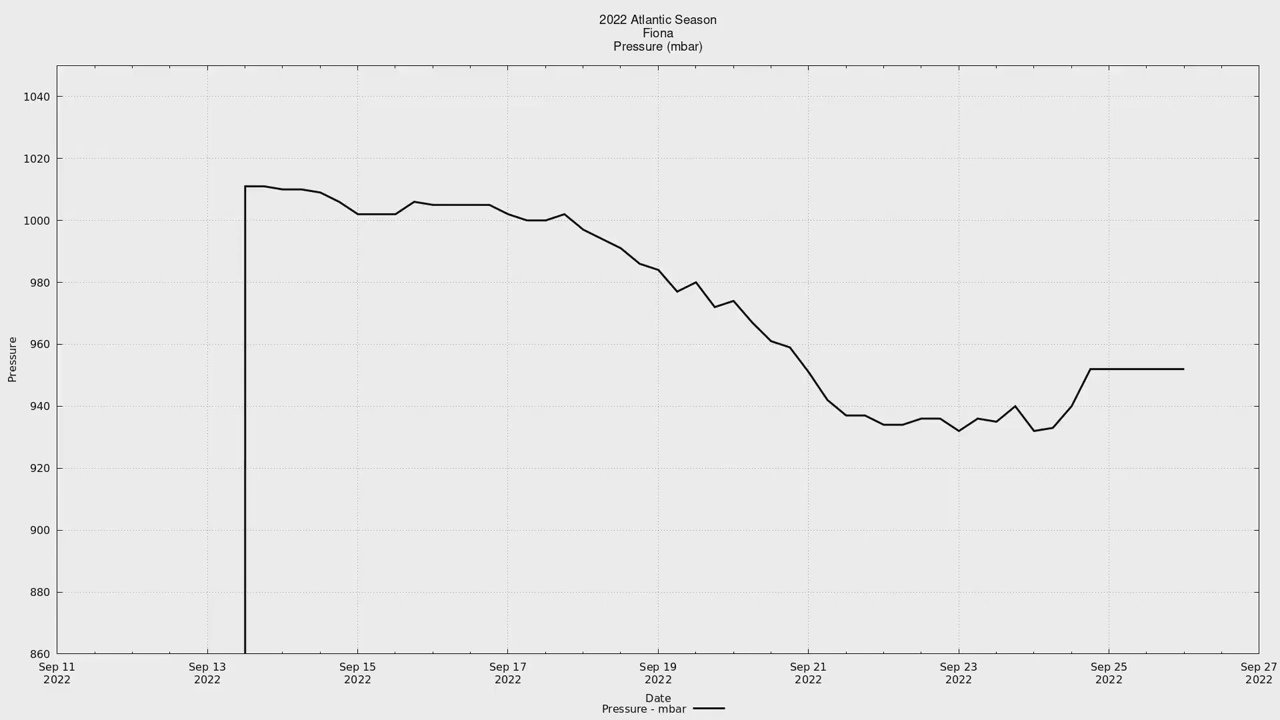 2022 Atlantic Season
Fiona
Pressure (mbar)
1040
1020
1000
980
960
940
920
900
880
860
Pressure
Sep 11 Sep 13 Sep 15 Sep 17 Sep 19 Sep 21 Sep 23 Sep 25 Sep 27
2022 2022 2022 2022 2022 2022 2022 2022 2022
Date
Pressure - mbar